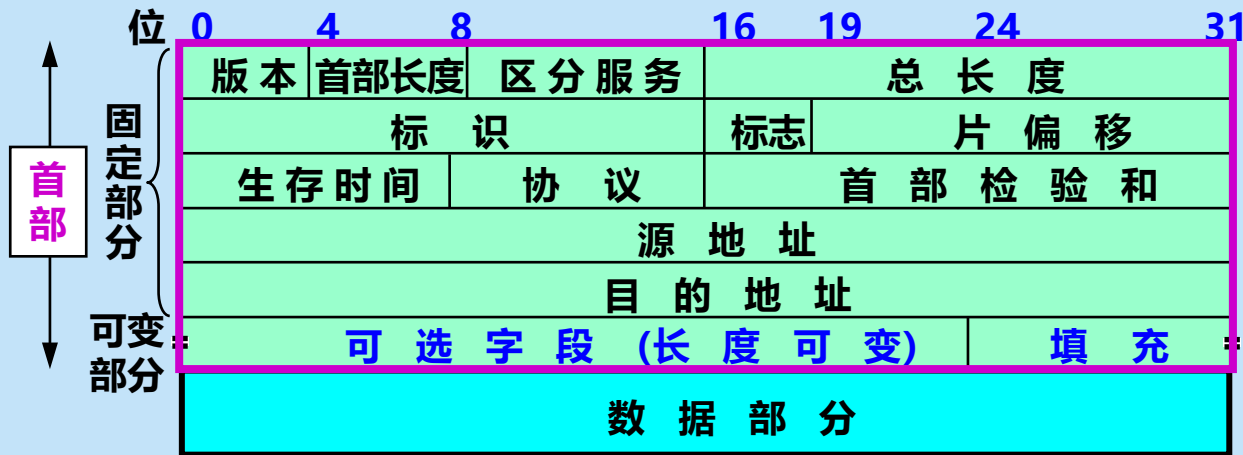 位 0 4 8 16 19 24 31
版本 首部长度 区分服务 总长度
标识 标志 片偏移
生存时间 协议 首部检验和
源地址
目的地址
可选字段 (长度可变) 填充
数据部分
首部
固定部分
可变部分